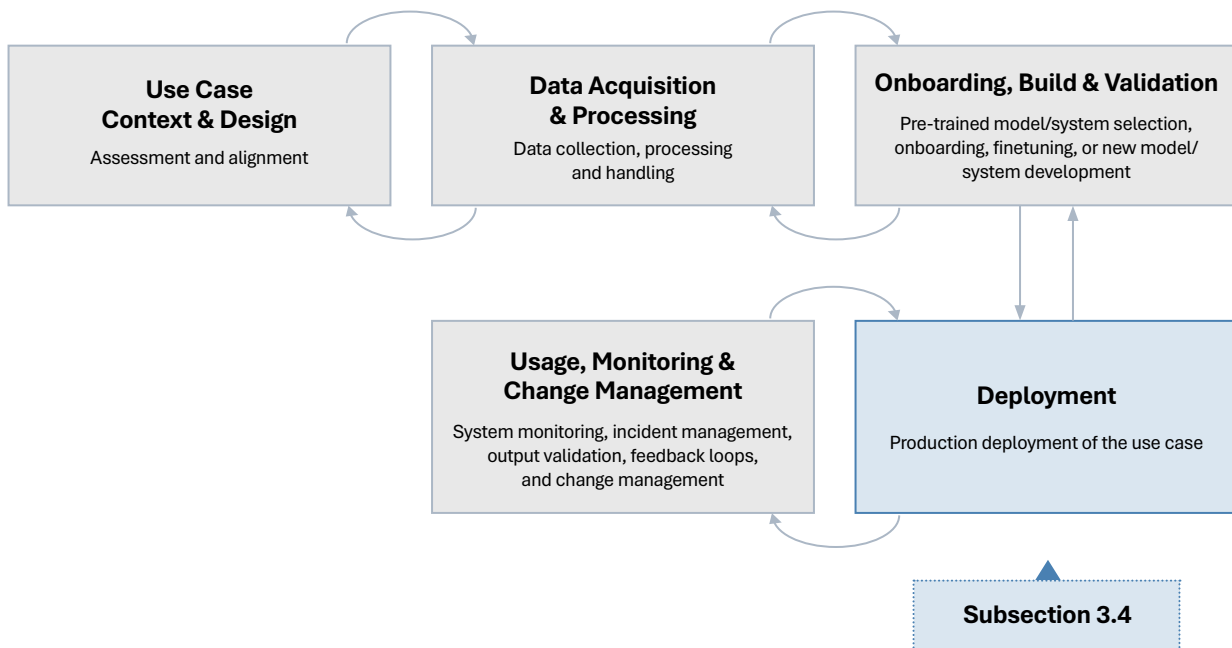 Use Case
Context & Design
Assessment and alignment
Data Acquisition
& Processing
Data collection, processing
and handling
Onboarding, Build & Validation
Pre-trained model/system selection,
onboarding, finetuning, or new model/
system development
Usage, Monitoring &
Change Management
System monitoring, incident management,
output validation, feedback loops,
and change management
Deployment
Production deployment of the use case
Subsection 3.4